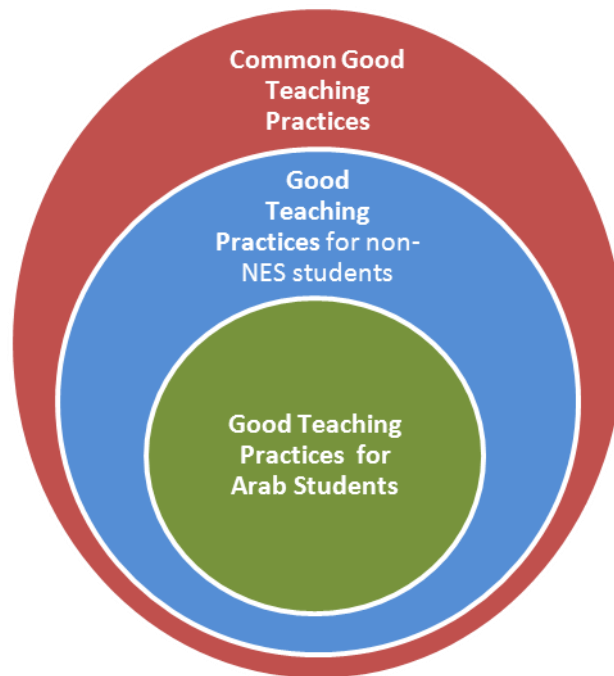 Common Good
Teaching
Practices
Good
Teaching
Practices for non-
NES students
Good Teaching
Practices for
Arab Students